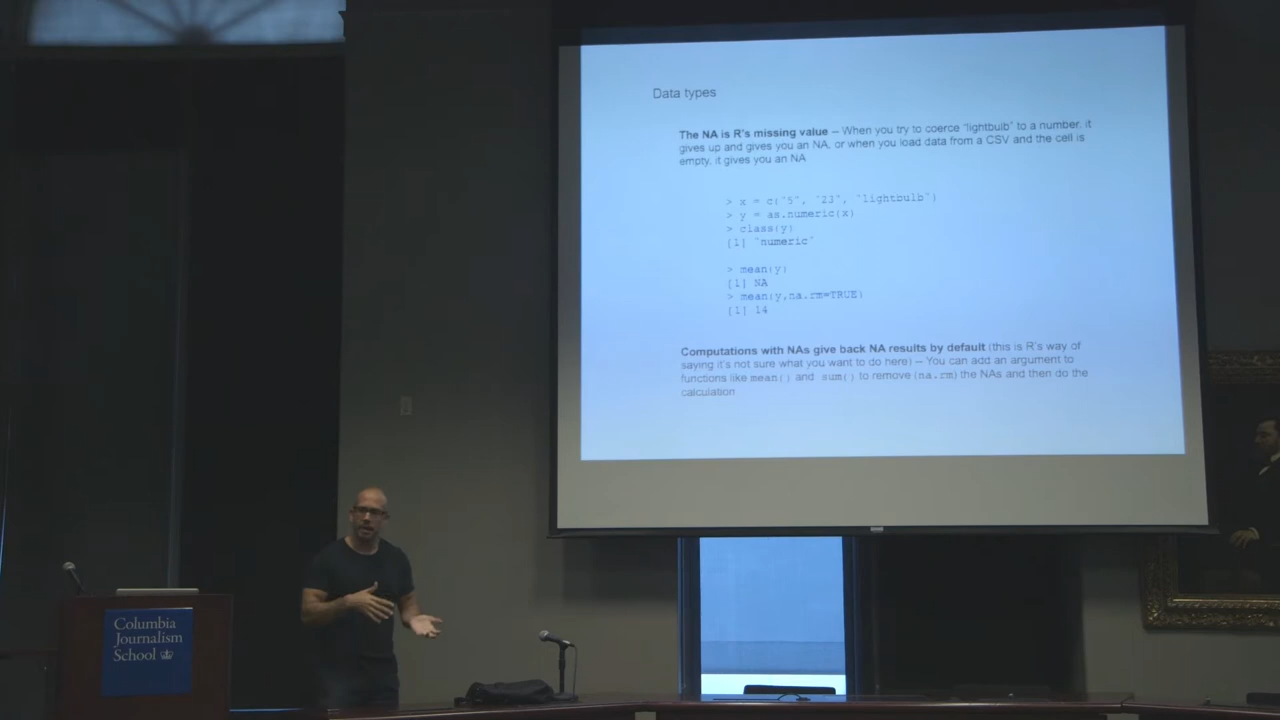 Data types
The NA is R's missing value – When you try to coerce "lightbulb" to a number, it
gives up and gives you an NA, or when you load data from a CSV and the cell is
empty, it gives you an NA
> x = c("5", "23", "lightbulb")
> y = as.numeric(x)
> class(y)
[1] "numeric"
> mean(y)
[1] NA
> mean(y,na.rm=TRUE)
[1] 14
Computations with NAs give back NA results by default (this is R's way of
saying it's not sure what you want to do here) – You can add an argument to
functions like mean() and sum() to remove (na.rm) the NAs and then do the
calculation
Columbia
Journalism
School